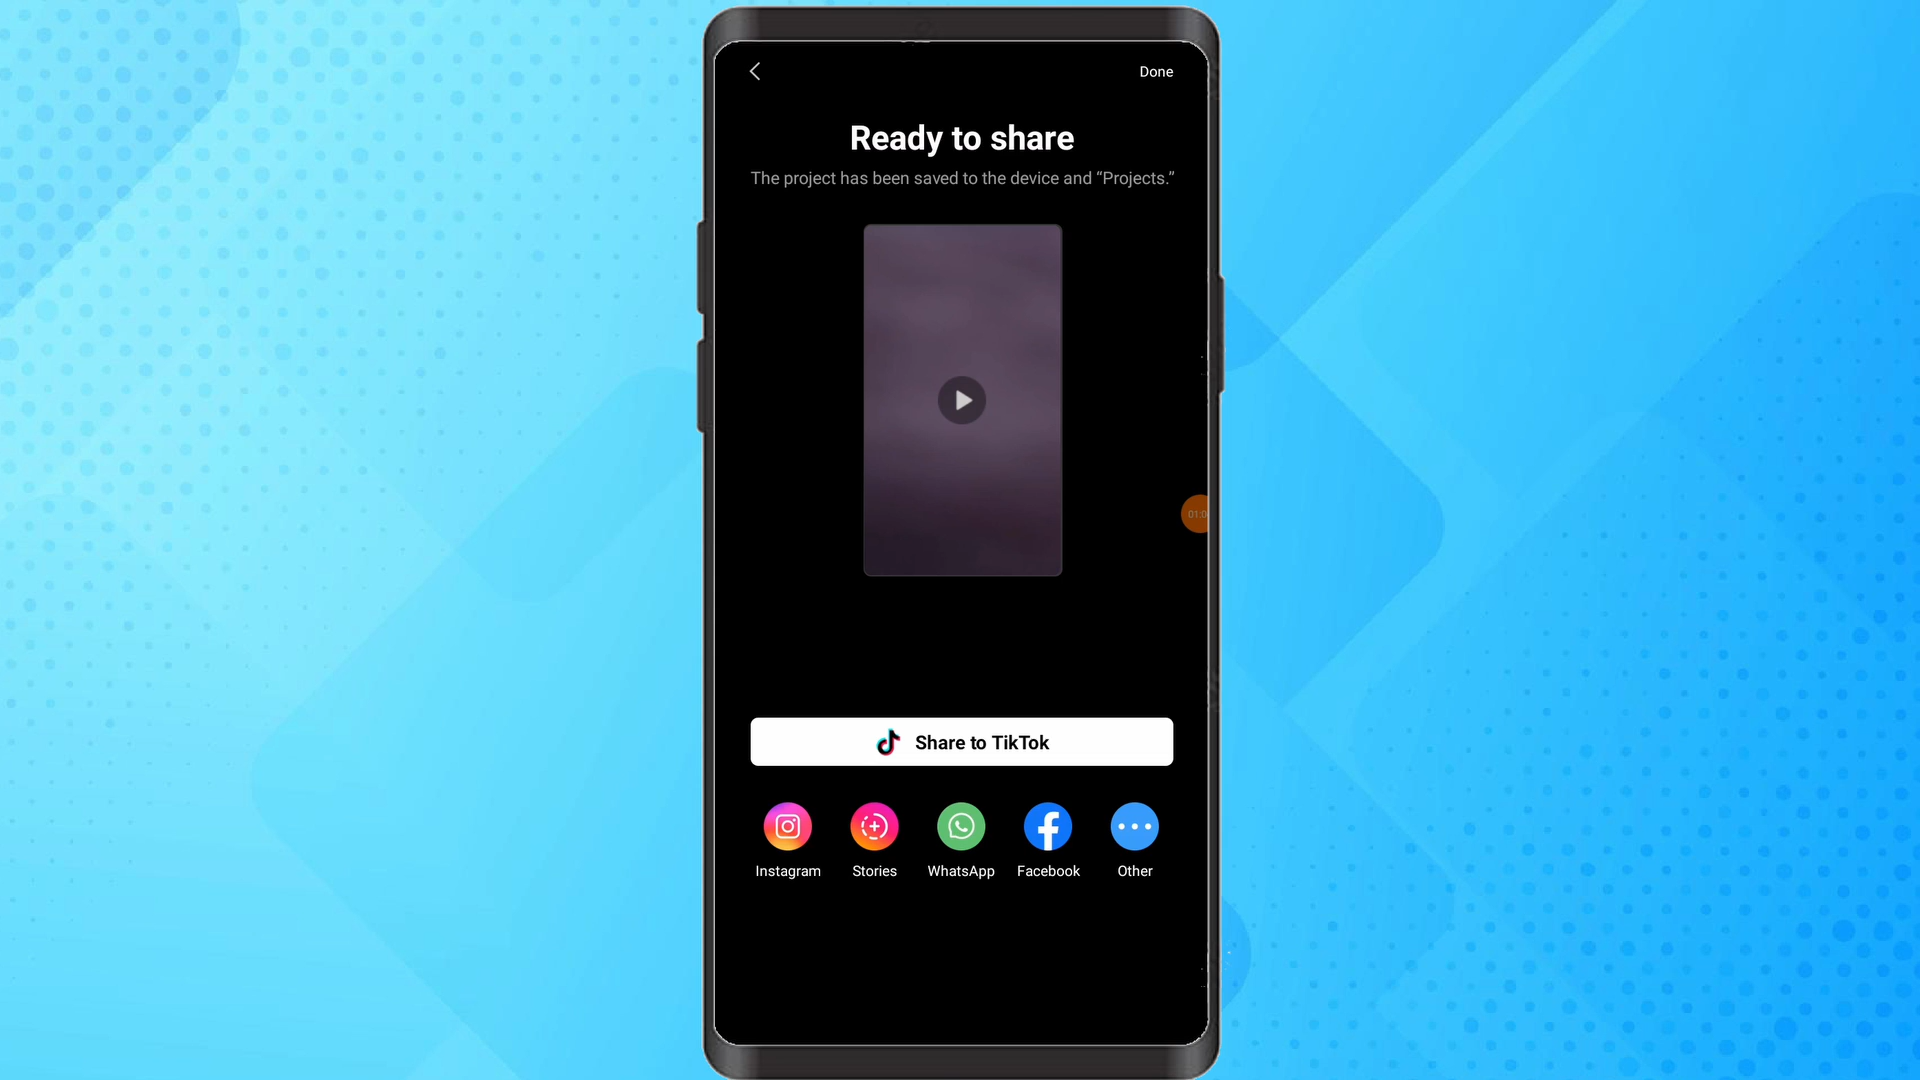 Done
Ready to share
The project has been saved to the device and “Projects.”
Share to TikTok
Instagram
Stories
WhatsApp
Facebook
Other